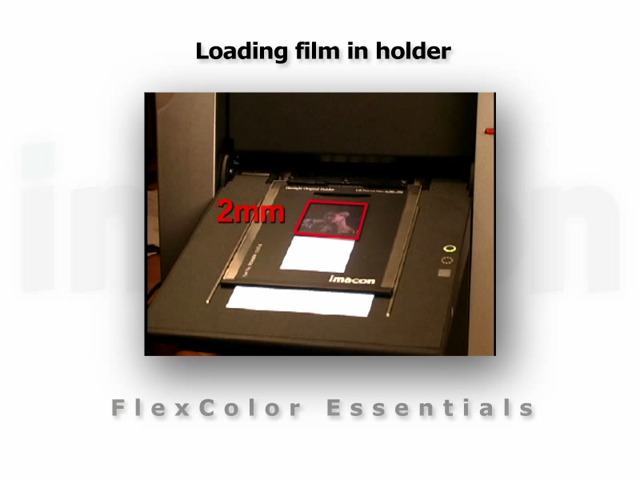 Loading film in holder
2mm
imacon
FlexColor Essentials